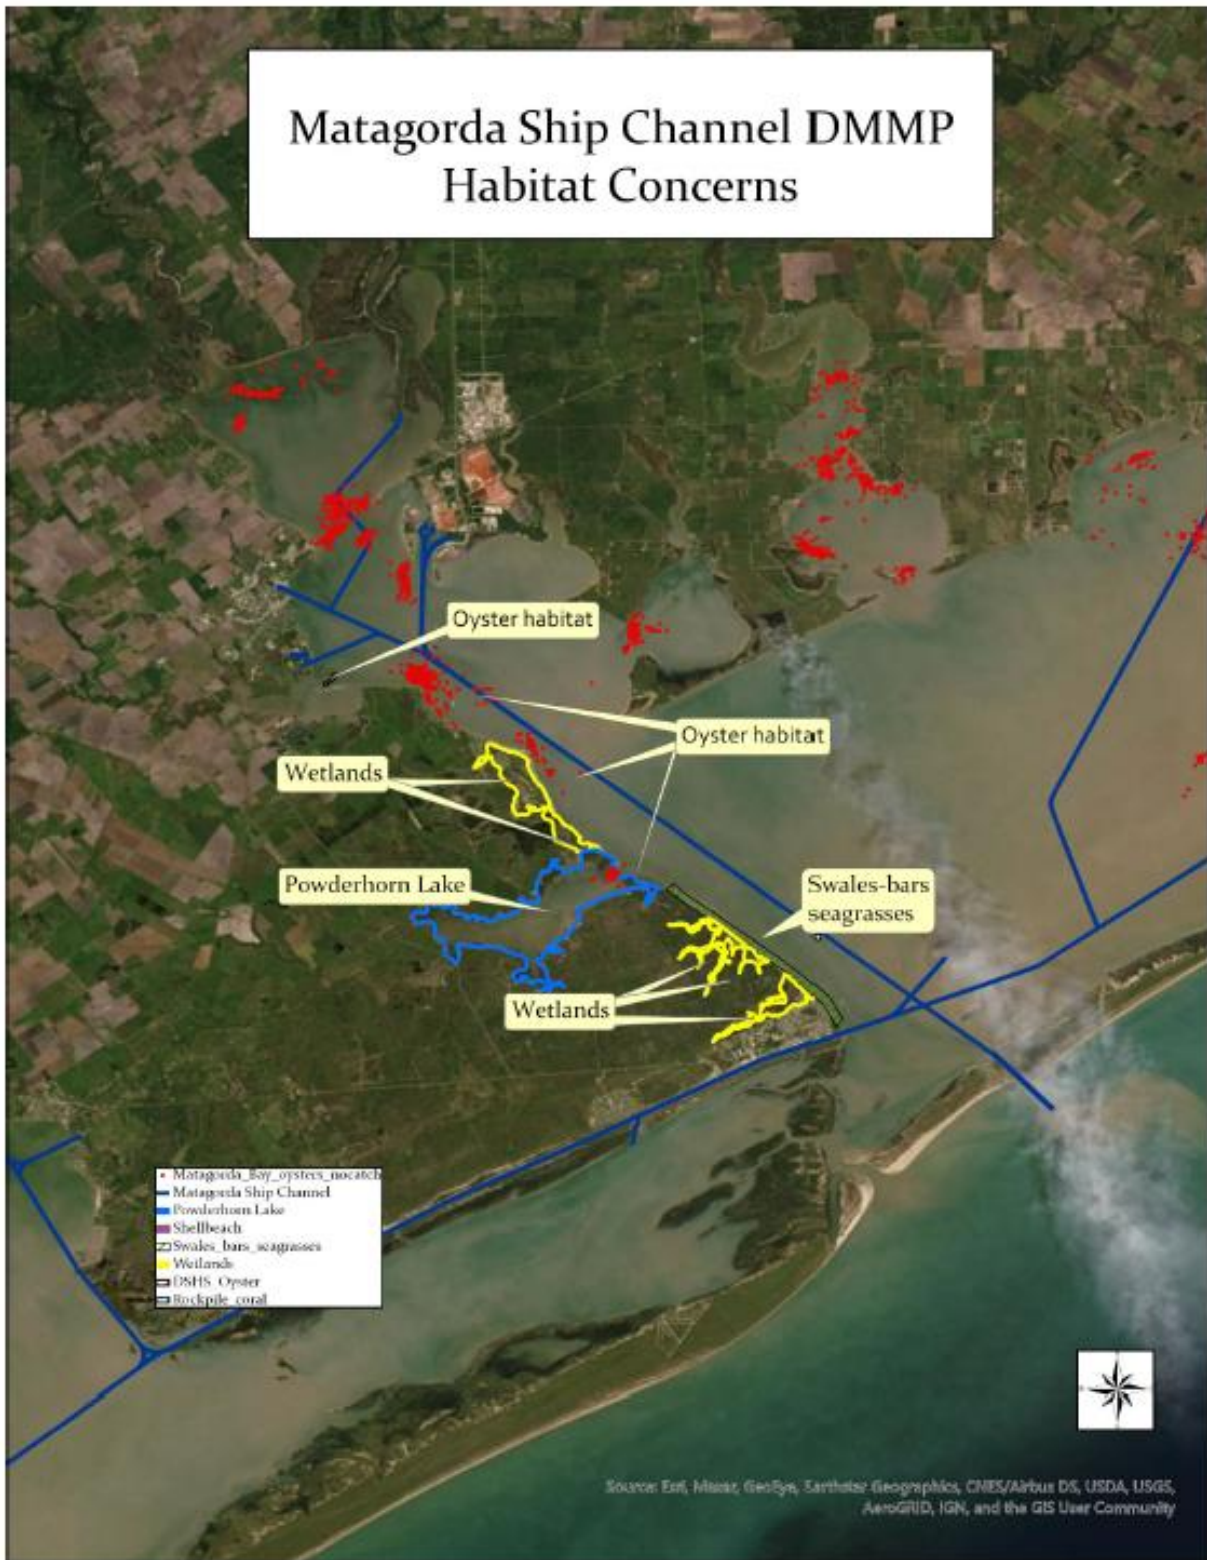 Matagorda Ship Channel DMMP
Habitat Concerns
Oyster habitat
Oyster habitat
Wetlands
Powderhorn Lake
Swales-bars
seagrasses
Wetlands
Matagorda_Bay_oysters_nocatch
Matagorda Ship Channel
Powderhorn Lake
Shellbeach
Swales_bars_seagrasses
Wetlands
DSHS_Oyster
Rockpile_coral
Source: Esri, Maxar, GeoEye, Earthstar Geographics, CNES/Airbus DS, USDA, USGS,
AeroGRID, IGN, and the GIS User Community